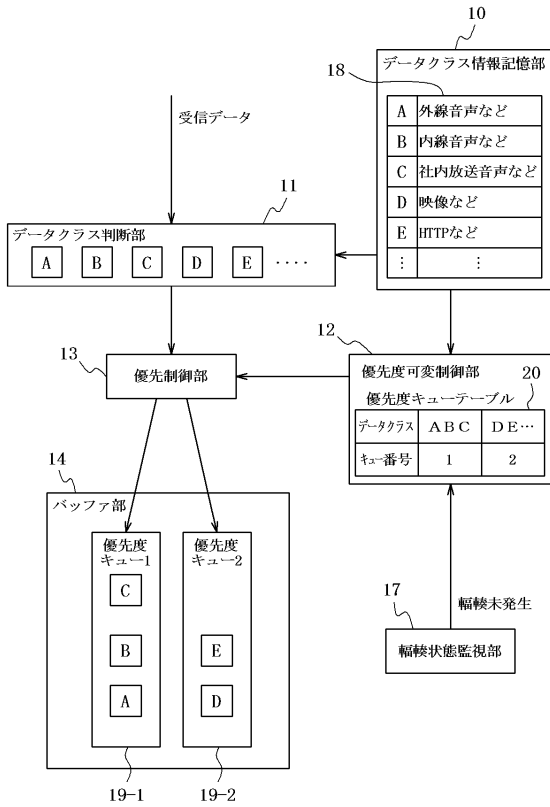 10
データクラス情報記憶部
18
A 外線音声など
B 内線音声など
C 社内放送音声など
D 映像など
E HTTPなど
⋮ ⋮
受信データ
11
データクラス判断部
A B C D E ‥‥
12
優先度可変制御部
優先度キューテーブル
20
データクラス ABC DE…
キュー番号 1 2
13
優先制御部
14
バッファ部
優先度
キュー1
C
B
A
優先度
キュー2
E
D
19-1
19-2
輻輳未発生
17
輻輳状態監視部